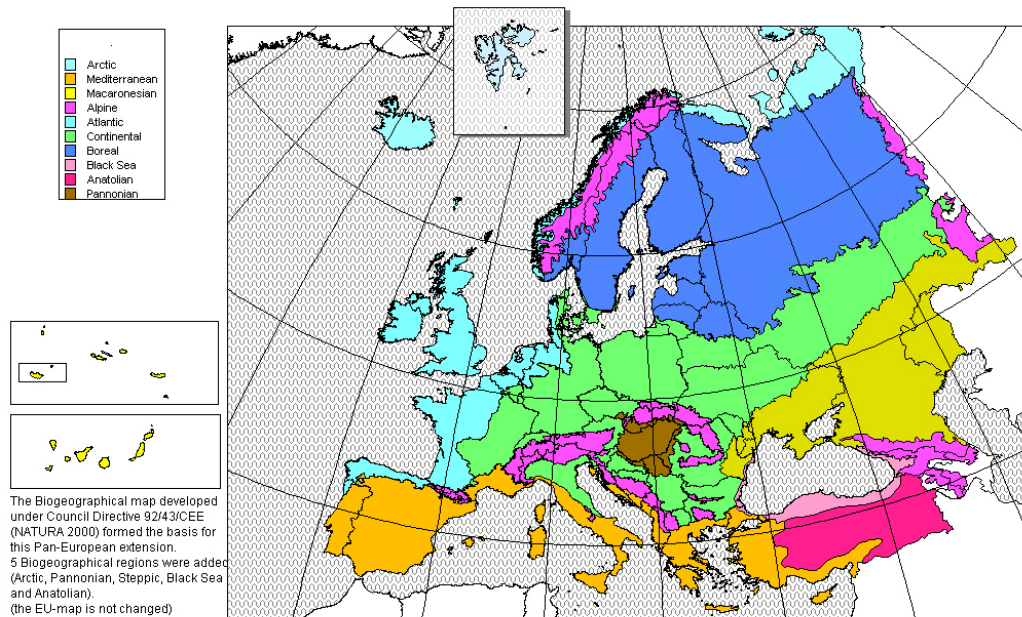 Arctic
Mediterranean
Macaronesian
Alpine
Atlantic
Continental
Boreal
Black Sea
Anatolian
Pannonian
The Biogeographical map developed
under Council Directive 92/43/CEE
(NATURA 2000) formed the basis for
this Pan-European extension.
5 Biogeographical regions were added
(Arctic, Pannonian, Steppic, Black Sea
and Anatolian).
(the EU-map is not changed)